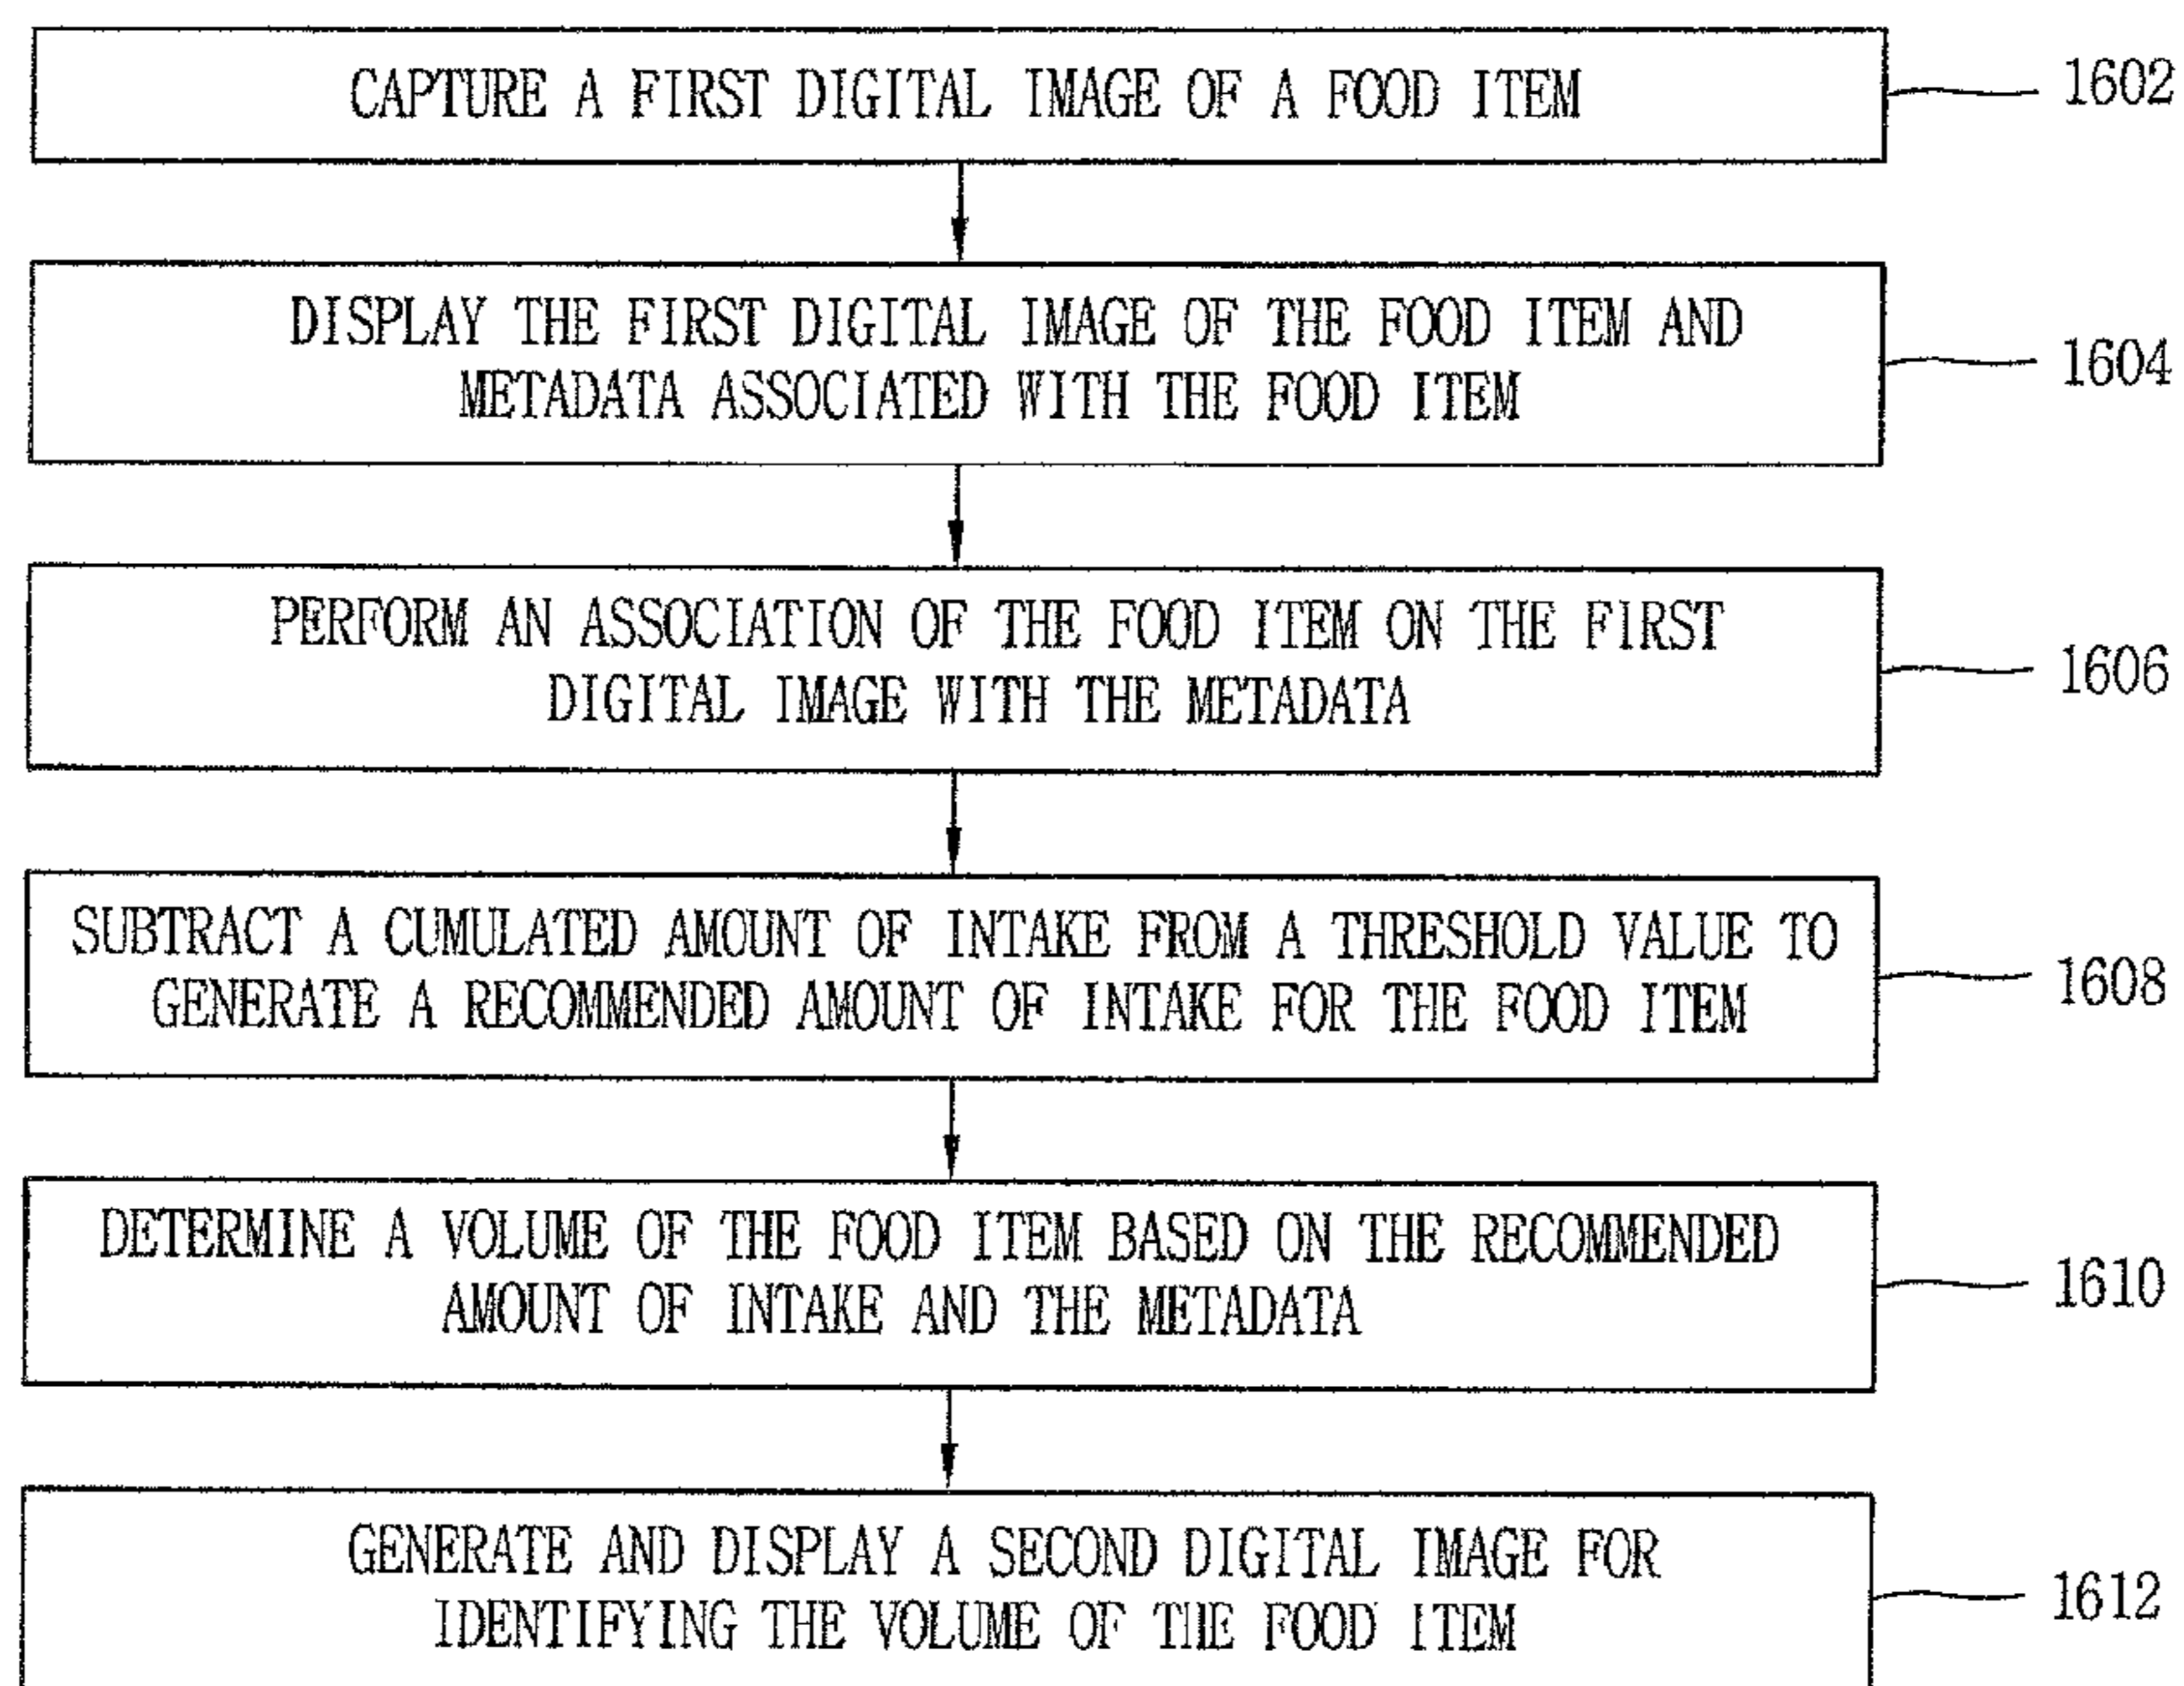 CAPTURE A FIRST DIGITAL IMAGE OF A FOOD ITEM
1602
DISPLAY THE FIRST DIGITAL IMAGE OF THE FOOD ITEM AND
METADATA ASSOCIATED WITH THE FOOD ITEM
1604
PERFORM AN ASSOCIATION OF THE FOOD ITEM ON THE FIRST
DIGITAL IMAGE WITH THE METADATA
1606
SUBTRACT A CUMULATED AMOUNT OF INTAKE FROM A THRESHOLD VALUE TO
GENERATE A RECOMMENDED AMOUNT OF INTAKE FOR THE FOOD ITEM
1608
DETERMINE A VOLUME OF THE FOOD ITEM BASED ON THE RECOMMENDED
AMOUNT OF INTAKE AND THE METADATA
1610
GENERATE AND DISPLAY A SECOND DIGITAL IMAGE FOR
IDENTIFYING THE VOLUME OF THE FOOD ITEM
1612